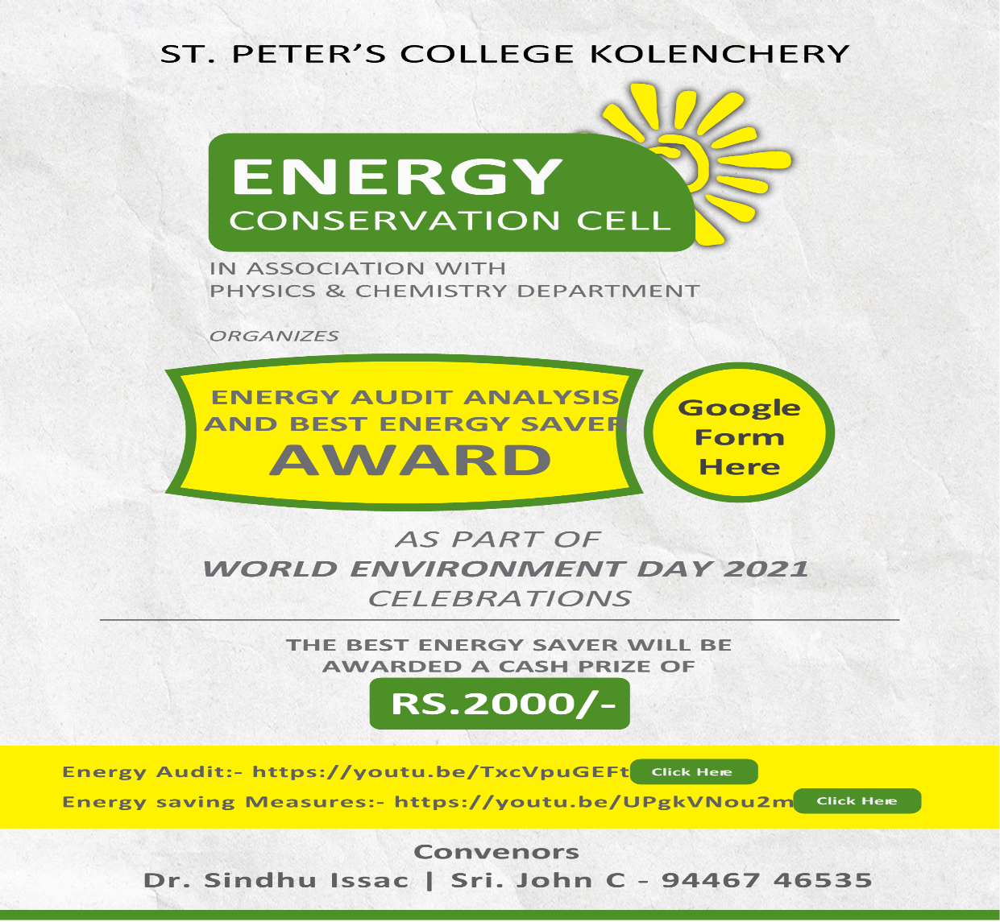 ST. PETER’S COLLEGE KOLENCHERY
ENERGY
CONSERVATION CELL
IN ASSOCIATION WITH
PHYSICS & CHEMISTRY DEPARTMENT
ORGANIZES
ENERGY AUDIT ANALYSIS
AND BEST ENERGY SAVER
AWARD
Google
Form
Here
AS PART OF
WORLD ENVIRONMENT DAY 2021
CELEBRATIONS
THE BEST ENERGY SAVER WILL BE
AWARDED A CASH PRIZE OF
RS.2000/-
Energy Audit:- https://youtu.be/TxcVpuGEFt Click Here
Energy saving Measures:- https://youtu.be/UPgkVNou2m Click Here
Convenors
Dr. Sindhu Issac | Sri. John C - 94467 46535